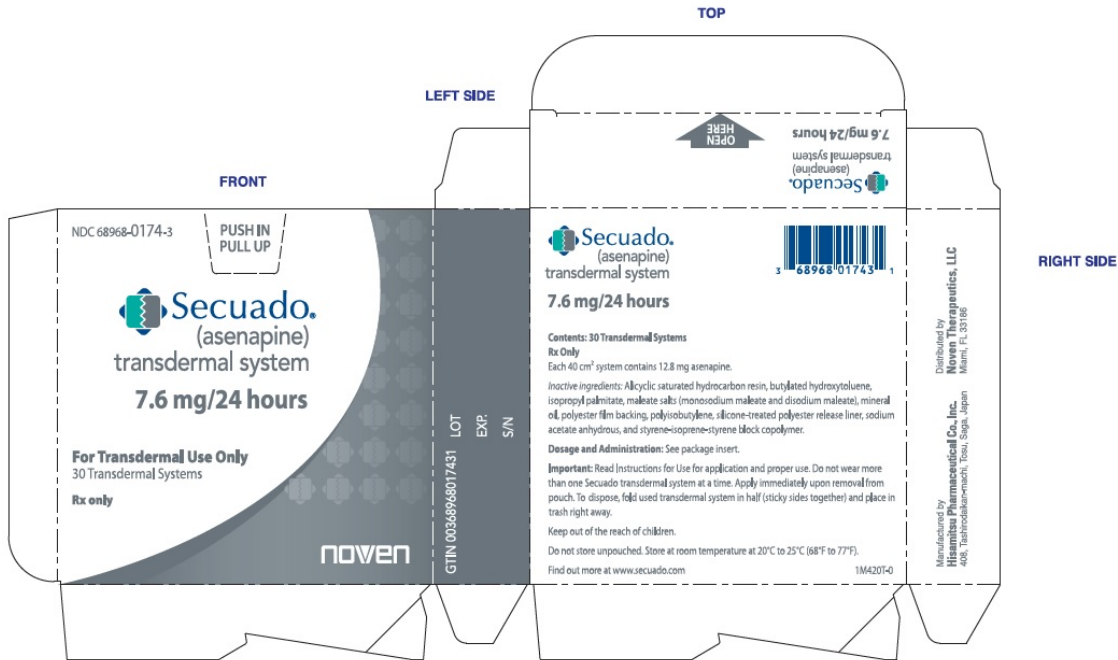 TOP
LEFT SIDE
OPEN
HERE
7.6 mg/24 hours
transdermal system
(asenapine)
Secuado®
FRONT
NDC 68968-0174-3
PUSH IN
PULL UP
Secuado®
(asenapine)
transdermal system
7.6 mg/24 hours
For Transdermal Use Only
30 Transdermal Systems
Rx only
noven
GTIN 00368968017431
LOT
EXP.
S/N
Secuado®
(asenapine)
transdermal system
7.6 mg/24 hours
3 68968 01743 1
Contents: 30 Transdermal Systems
Rx Only
Each 40 cm² system contains 12.8 mg asenapine.
Inactive ingredients: Alicyclic saturated hydrocarbon resin, butylated hydroxytoluene,
isopropyl palmitate, maleate salts (monosodium maleate and disodium maleate), mineral
oil, polyester film backing, polyisobutylene, silicone-treated polyester release liner, sodium
acetate anhydrous, and styrene-isoprene-styrene block copolymer.
Dosage and Administration: See package insert.
Important: Read Instructions for Use for application and proper use. Do not wear more
than one Secuado transdermal system at a time. Apply immediately upon removal from
pouch. To dispose, fold used transdermal system in half (sticky sides together) and place in
trash right away.
Keep out of the reach of children.
Do not store unpouched. Store at room temperature at 20°C to 25°C (68°F to 77°F).
Find out more at www.secuado.com
1M420T-0
RIGHT SIDE
Manufactured by
Hisamitsu Pharmaceutical Co., Inc.
408, Tashirodaikan-machi, Tosu, Saga, Japan
Distributed by
Noven Therapeutics, LLC
Miami, FL 33186